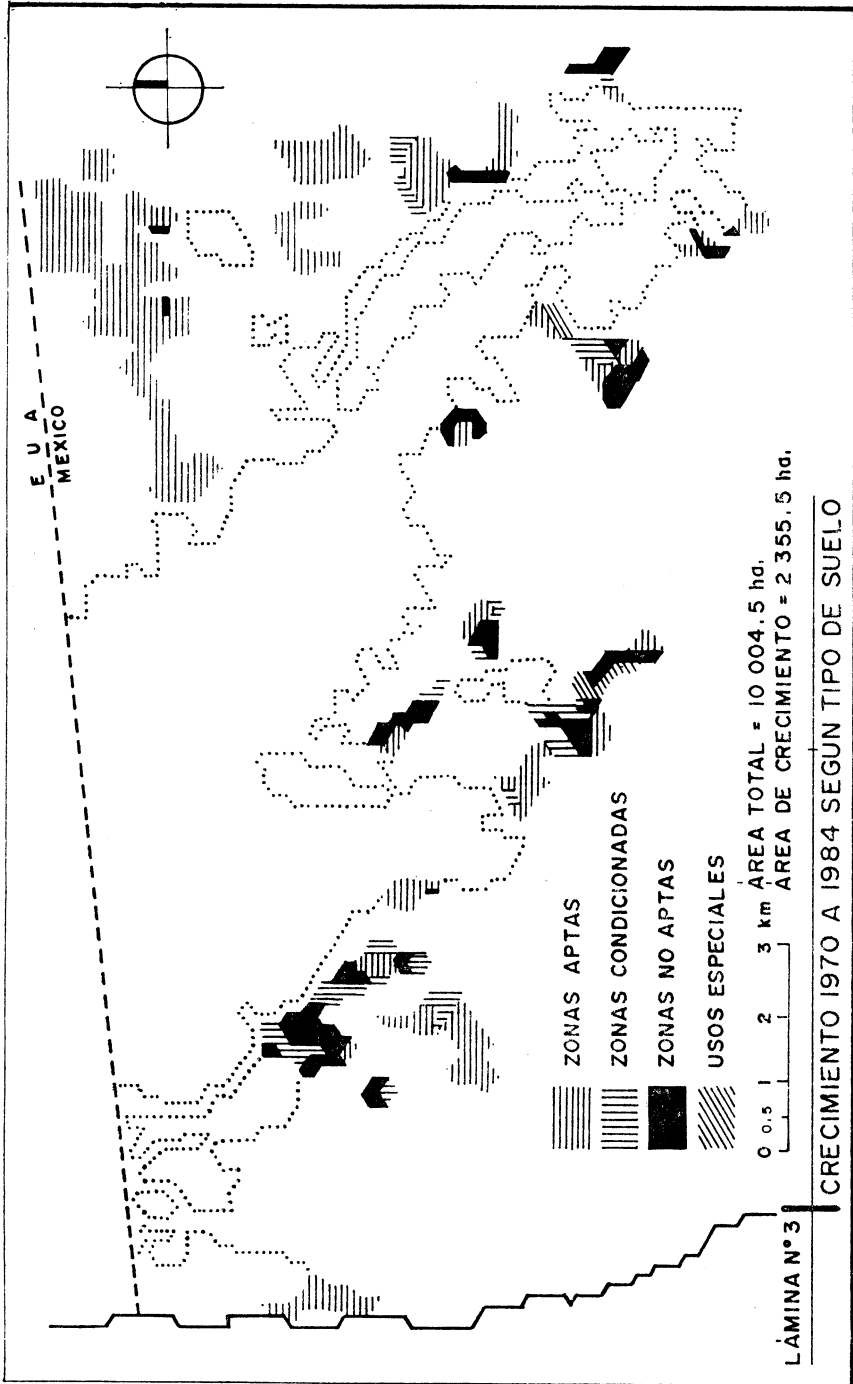 E U A
MEXICO
ZONAS APTAS
ZONAS CONDICIONADAS
ZONAS NO APTAS
USOS ESPECIALES
0 0.5 1 2 3 km
ÁREA TOTAL = 10 004.5 ha.
ÁREA DE CRECIMIENTO = 2 355.5 ha.
LÁMINA N° 3
CRECIMIENTO 1970 A 1984 SEGUN TIPO DE SUELO